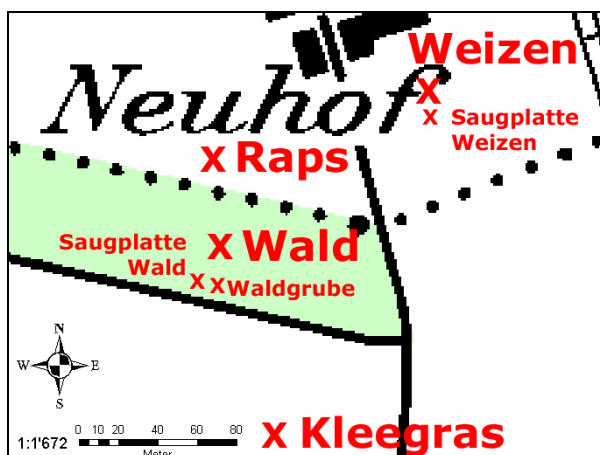 Weizen
X
Neuhof
X Saugplatte
Weizen
X Raps
Saugplatte
Wald
X Wald
X XWaldgrube
N
W E
S
1:1'672 0 10 20 40 60 80
Meter
X Kleegras